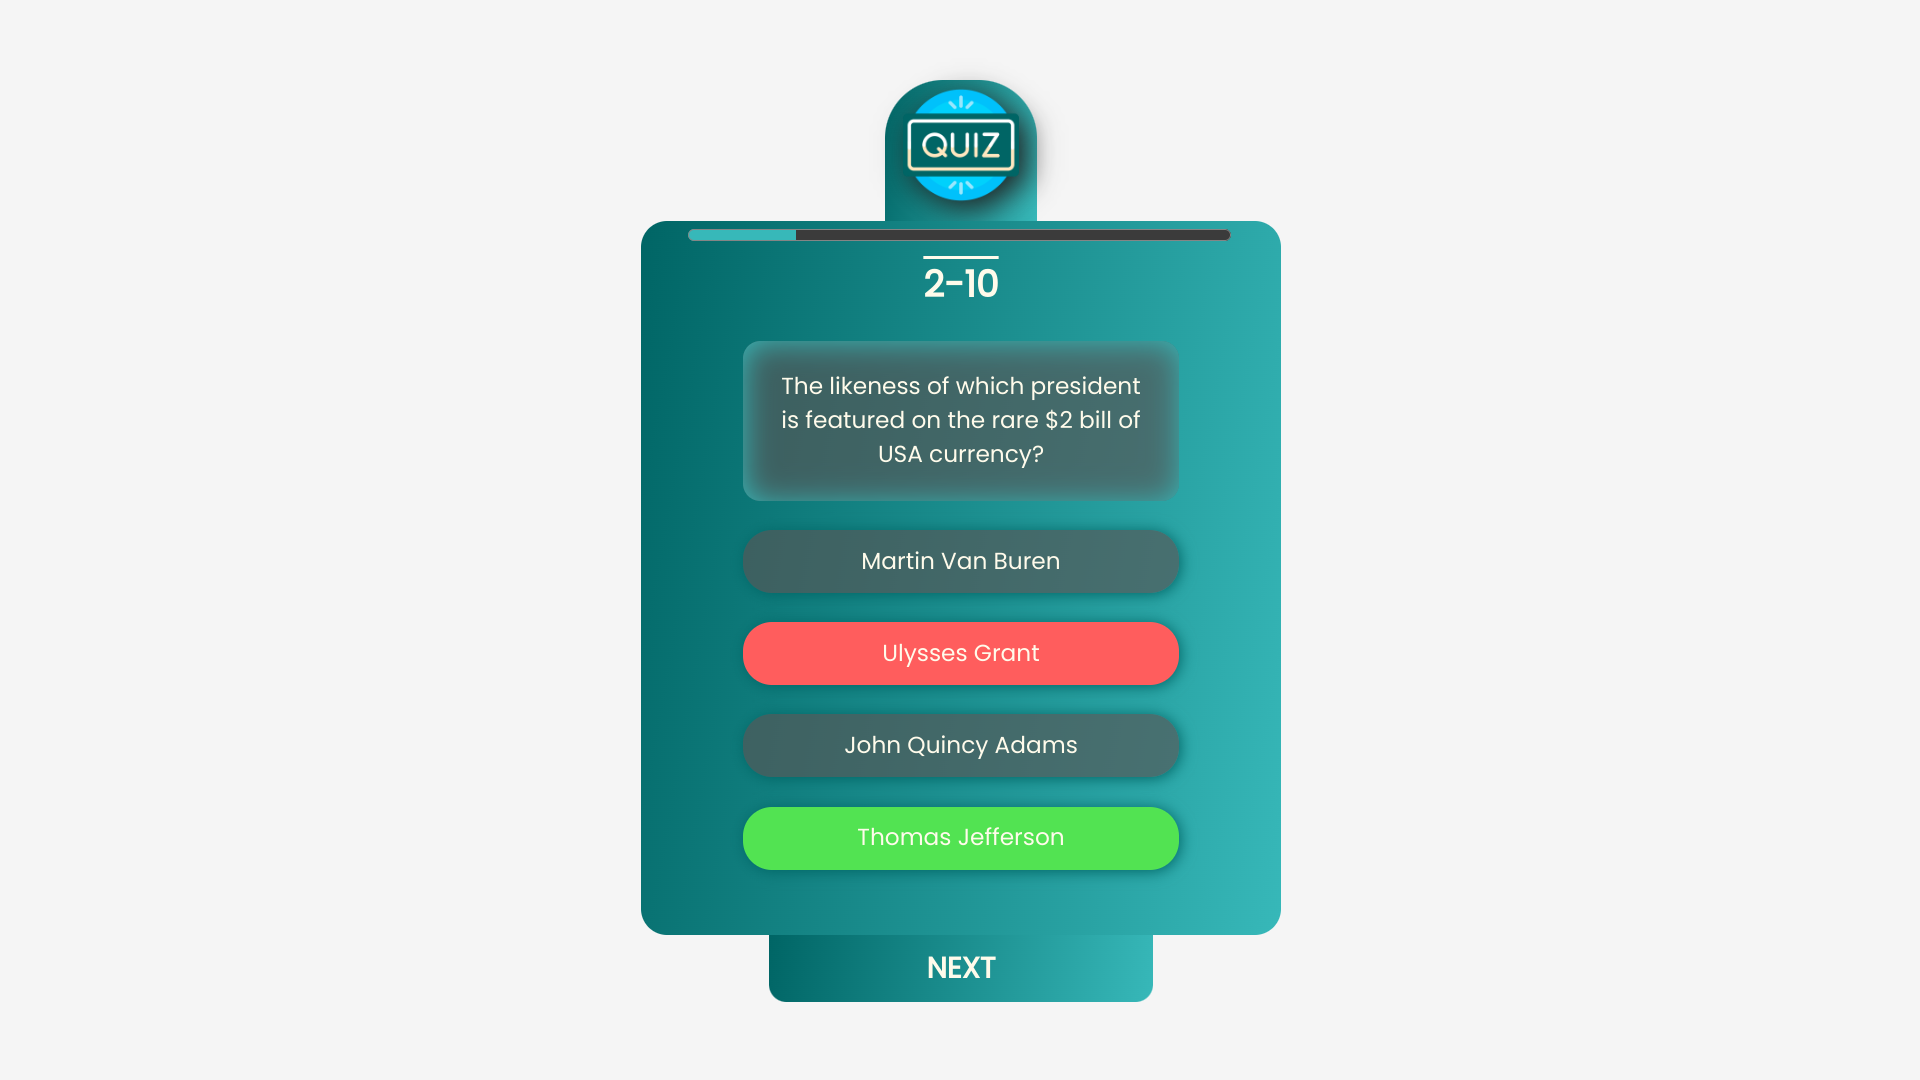 QUIZ
2-10
The likeness of which president
is featured on the rare $2 bill of
USA currency?
Martin Van Buren
Ulysses Grant
John Quincy Adams
Thomas Jefferson
NEXT